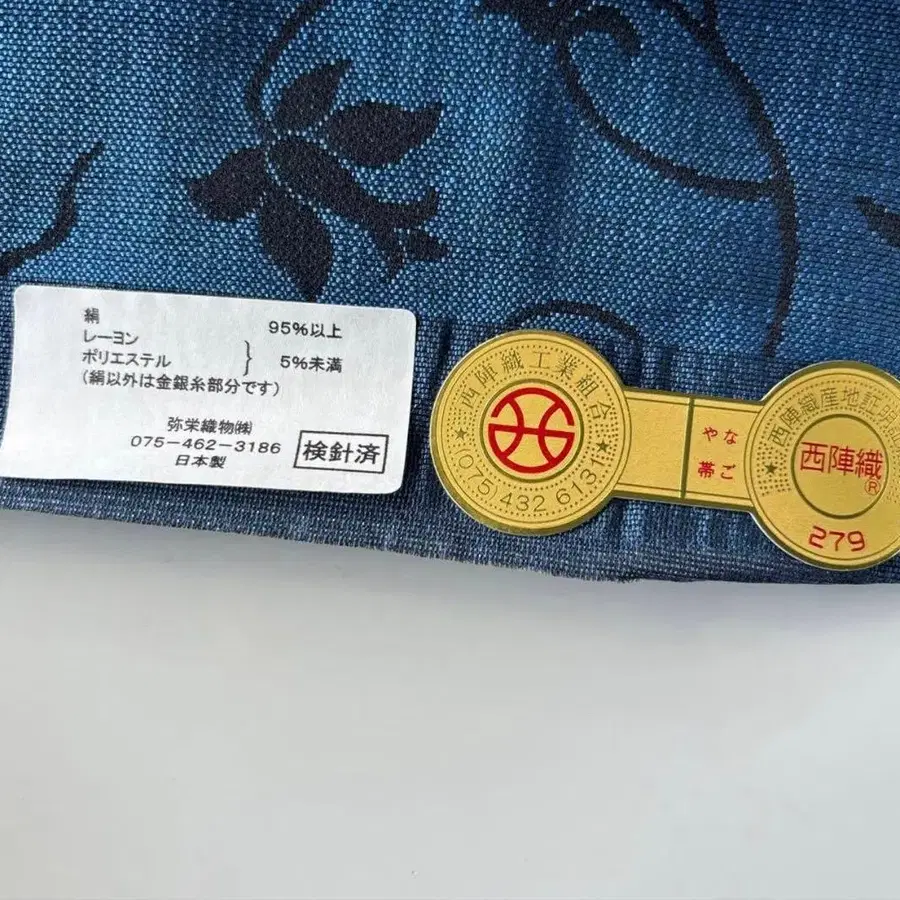 絹 95%以上
レーヨン
ポリエステル } 5%未満
(絹以外は金銀糸部分です)
弥栄織物㈱
075-462-3186
日本製
検針済
西陣織工業組合
(075)432 6131
なごや帯
西陣織産地証
西陣織®
279